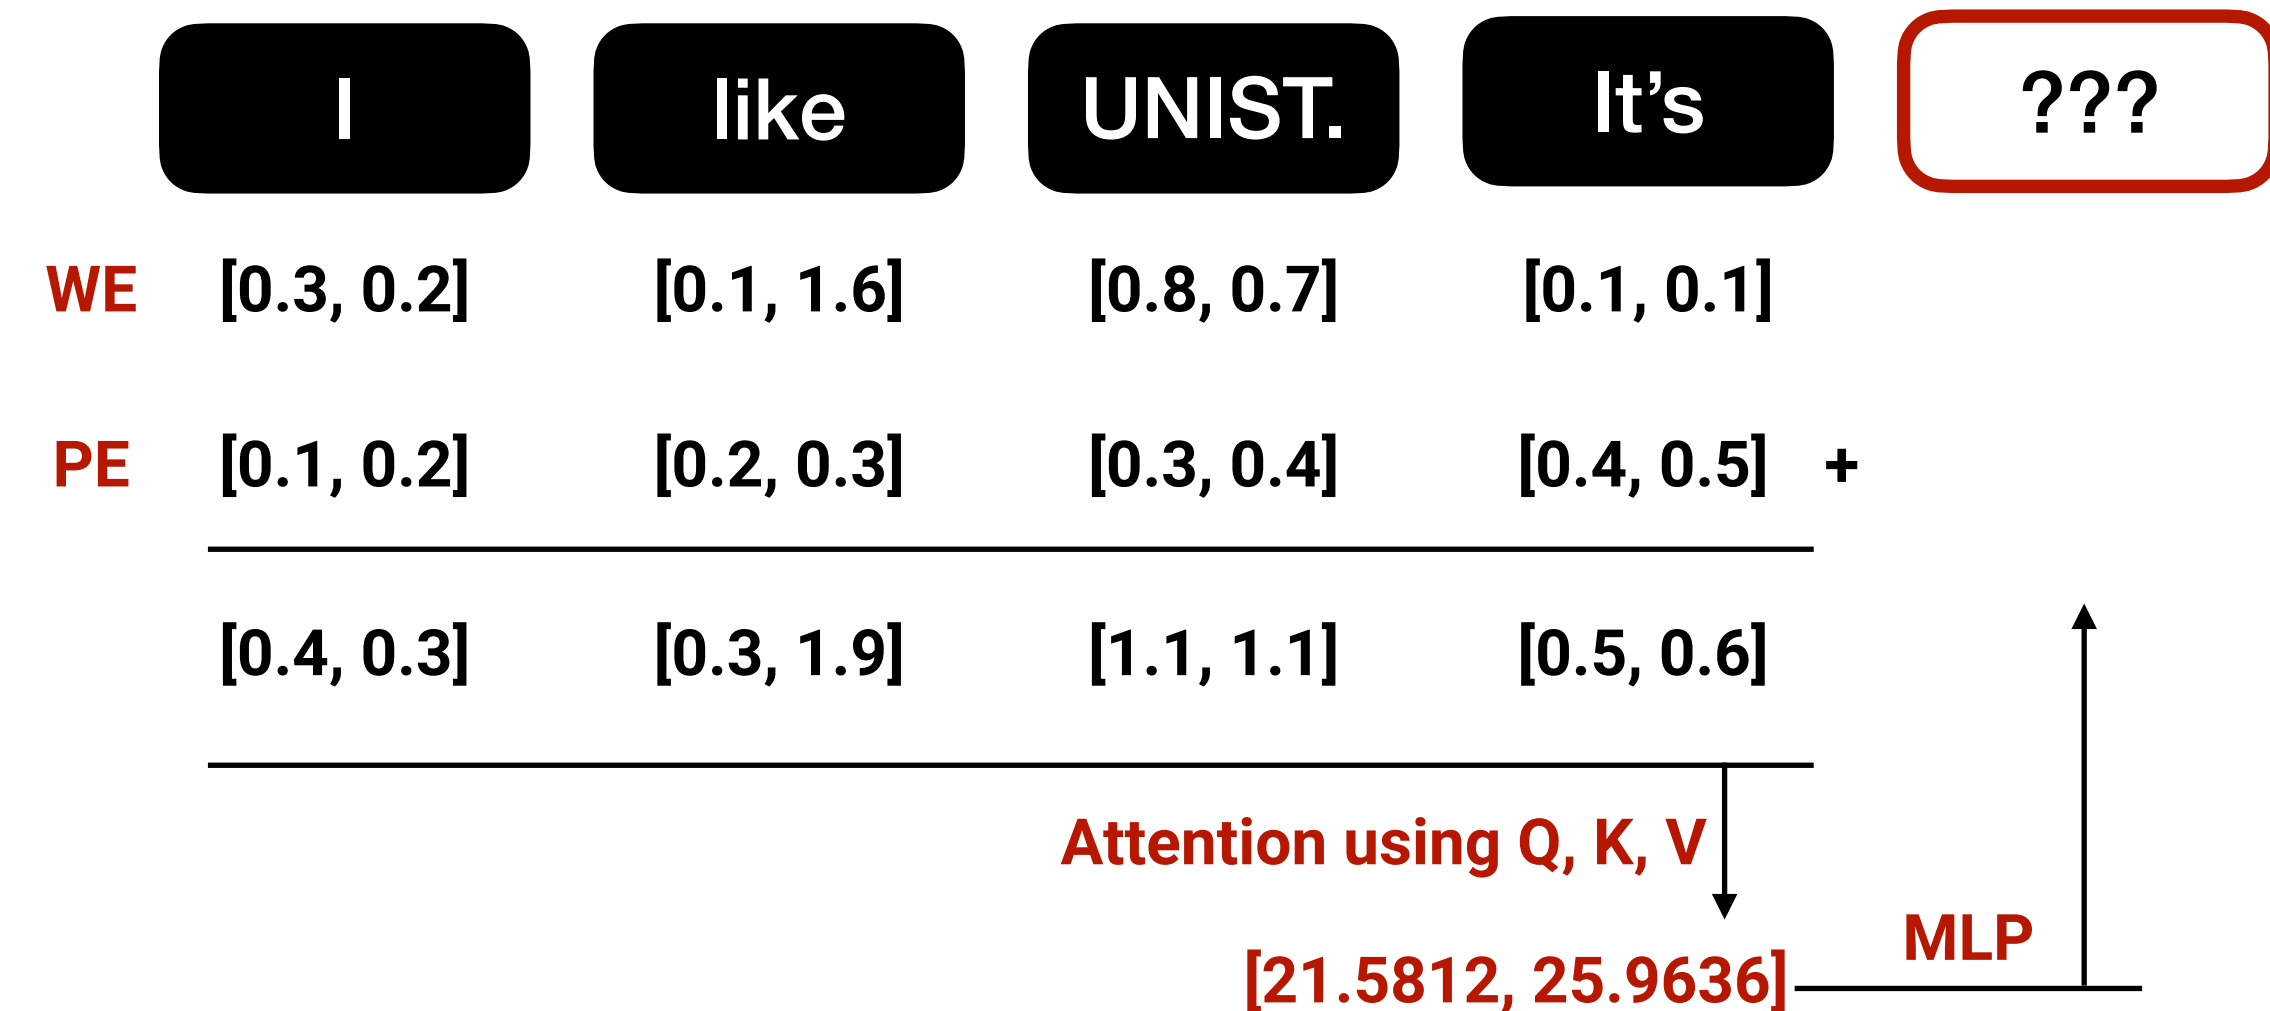 I like UNIST. It’s ???
WE [0.3, 0.2] [0.1, 1.6] [0.8, 0.7] [0.1, 0.1]
PE [0.1, 0.2] [0.2, 0.3] [0.3, 0.4] [0.4, 0.5] +
[0.4, 0.3] [0.3, 1.9] [1.1, 1.1] [0.5, 0.6]
Attention using Q, K, V
MLP
[21.5812, 25.9636]